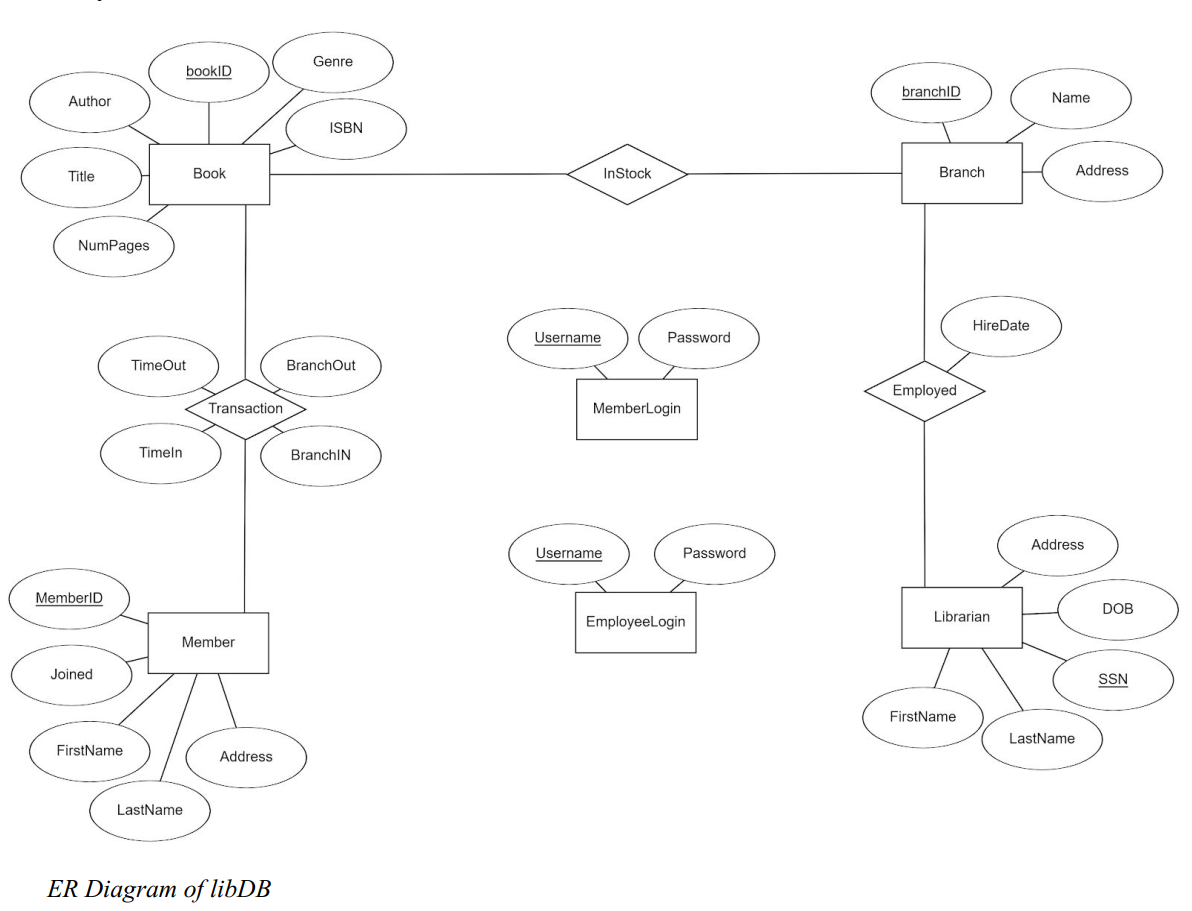 Genre
bookID
Author
ISBN
Title
Book
NumPages
InStock
branchID
Name
Branch
Address
HireDate
Username
Password
MemberLogin
Employed
TimeOut
BranchOut
Transaction
TimeIn
BranchIN
Username
Password
EmployeeLogin
Address
DOB
Librarian
SSN
FirstName
LastName
MemberID
Member
Joined
FirstName
Address
LastName
ER Diagram of libDB